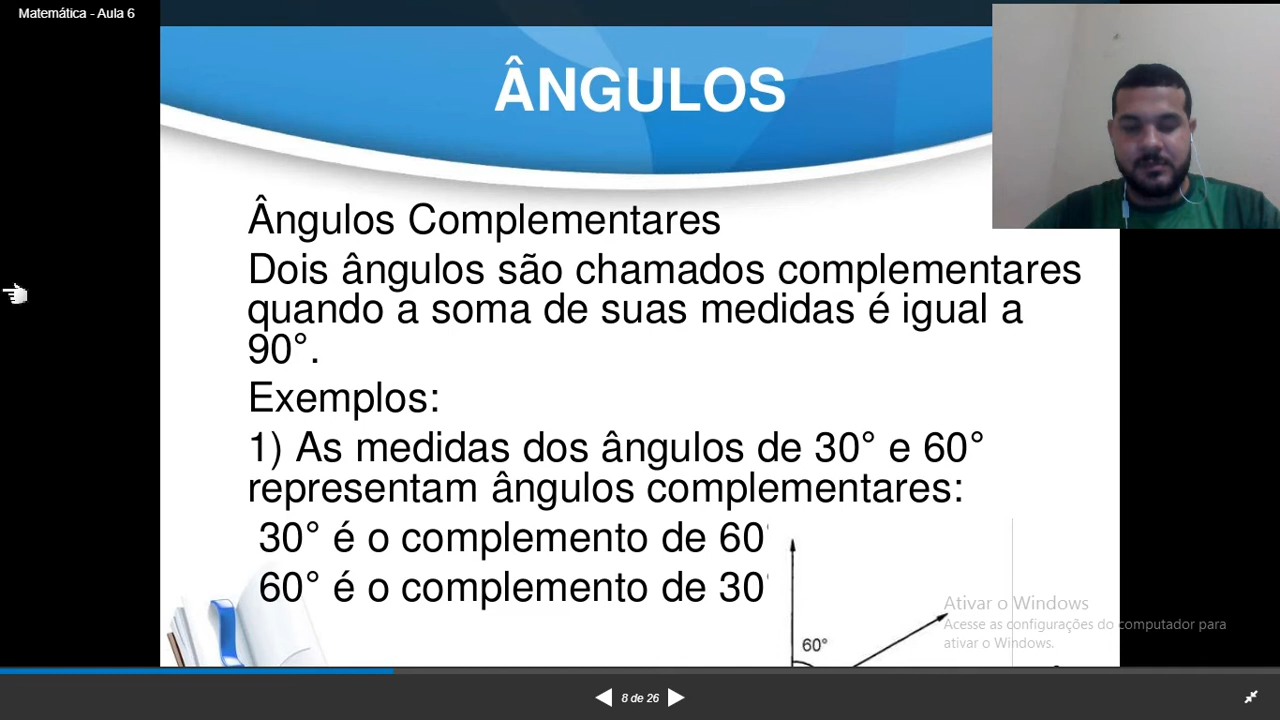 Matemática - Aula 6
ÂNGULOS
Ângulos Complementares
Dois ângulos são chamados complementares
quando a soma de suas medidas é igual a
90°.
Exemplos:
1) As medidas dos ângulos de 30° e 60°
representam ângulos complementares:
30° é o complemento de 60°
60° é o complemento de 30°
60°
Ativar o Windows
Acesse as configurações do computador para
ativar o Windows.
8 de 26